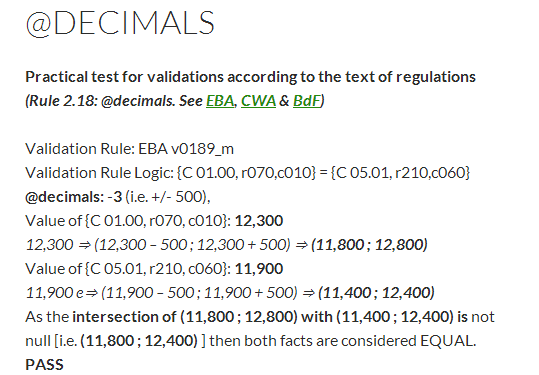 @DECIMALS
Practical test for validations according to the text of regulations
(Rule 2.18: @decimals. See EBA, CWA & BdF)
Validation Rule: EBA v0189_m
Validation Rule Logic: {C 01.00, r070,c010} = {C 05.01, r210,c060}
@decimals: -3 (i.e. +/- 500),
Value of {C 01.00, r070, c010}: 12,300
12,300 ⇒ (12,300 – 500 ; 12,300 + 500) ⇒ (11,800 ; 12,800)
Value of {C 05.01, r210, c060}: 11,900
11,900 e⇒ (11,900 – 500 ; 11,900 + 500) ⇒ (11,400 ; 12,400)
As the intersection of (11,800 ; 12,800) with (11,400 ; 12,400) is not
null [i.e. (11,800 ; 12,400) ] then both facts are considered EQUAL.
PASS